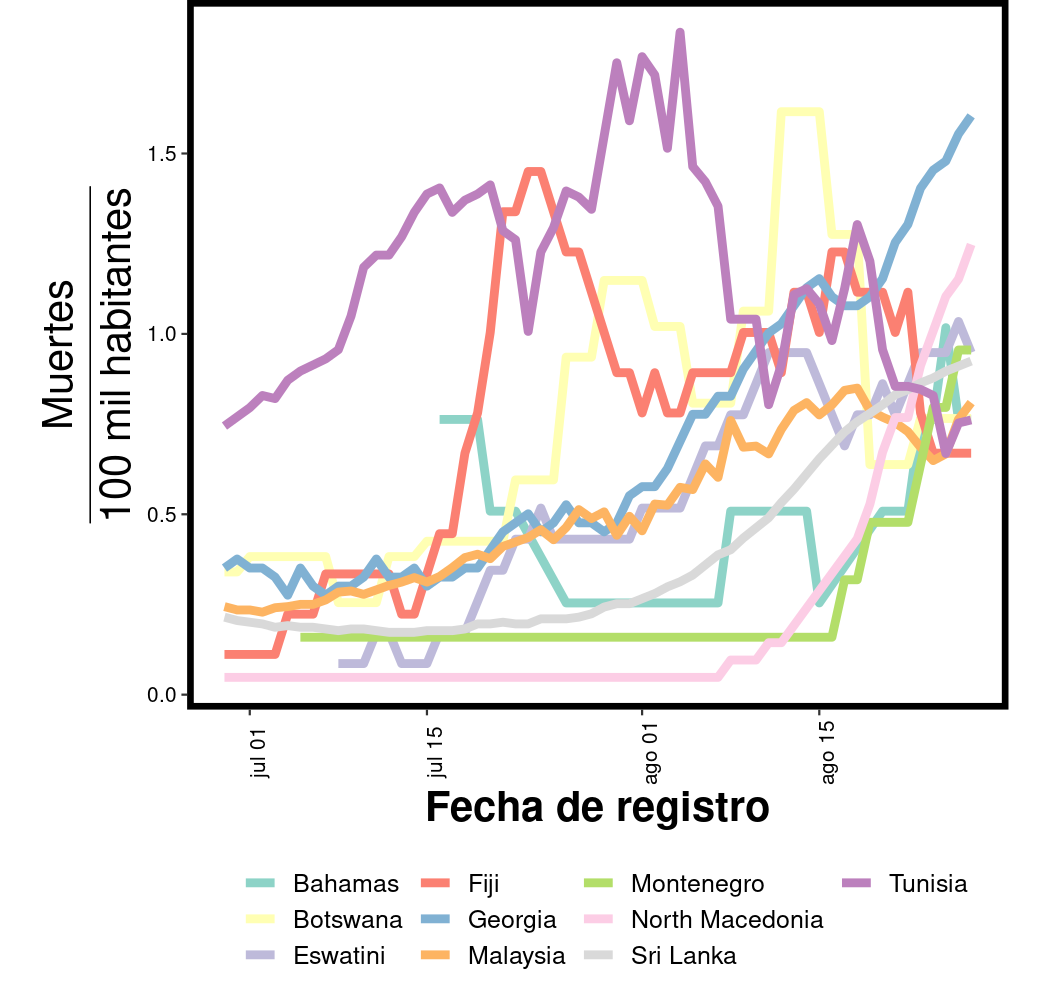 Muertes
100 mil habitantes
1.5
1.0
0.5
0.0
jul 01
jul 15
ago 01
ago 15
Fecha de registro
Bahamas
Fiji
Montenegro
Tunisia
Botswana
Georgia
North Macedonia
Eswatini
Malaysia
Sri Lanka